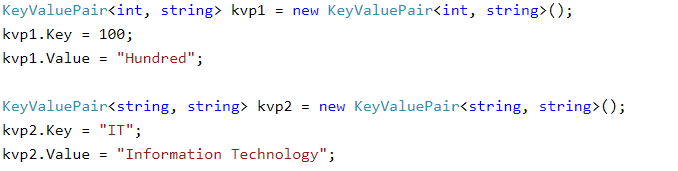 KeyValuePair<int, string> kvp1 = new KeyValuePair<int, string>();
kvp1.Key = 100;
kvp1.Value = "Hundred";
KeyValuePair<string, string> kvp2 = new KeyValuePair<string, string>();
kvp2.Key = "IT";
kvp2.Value = "Information Technology";